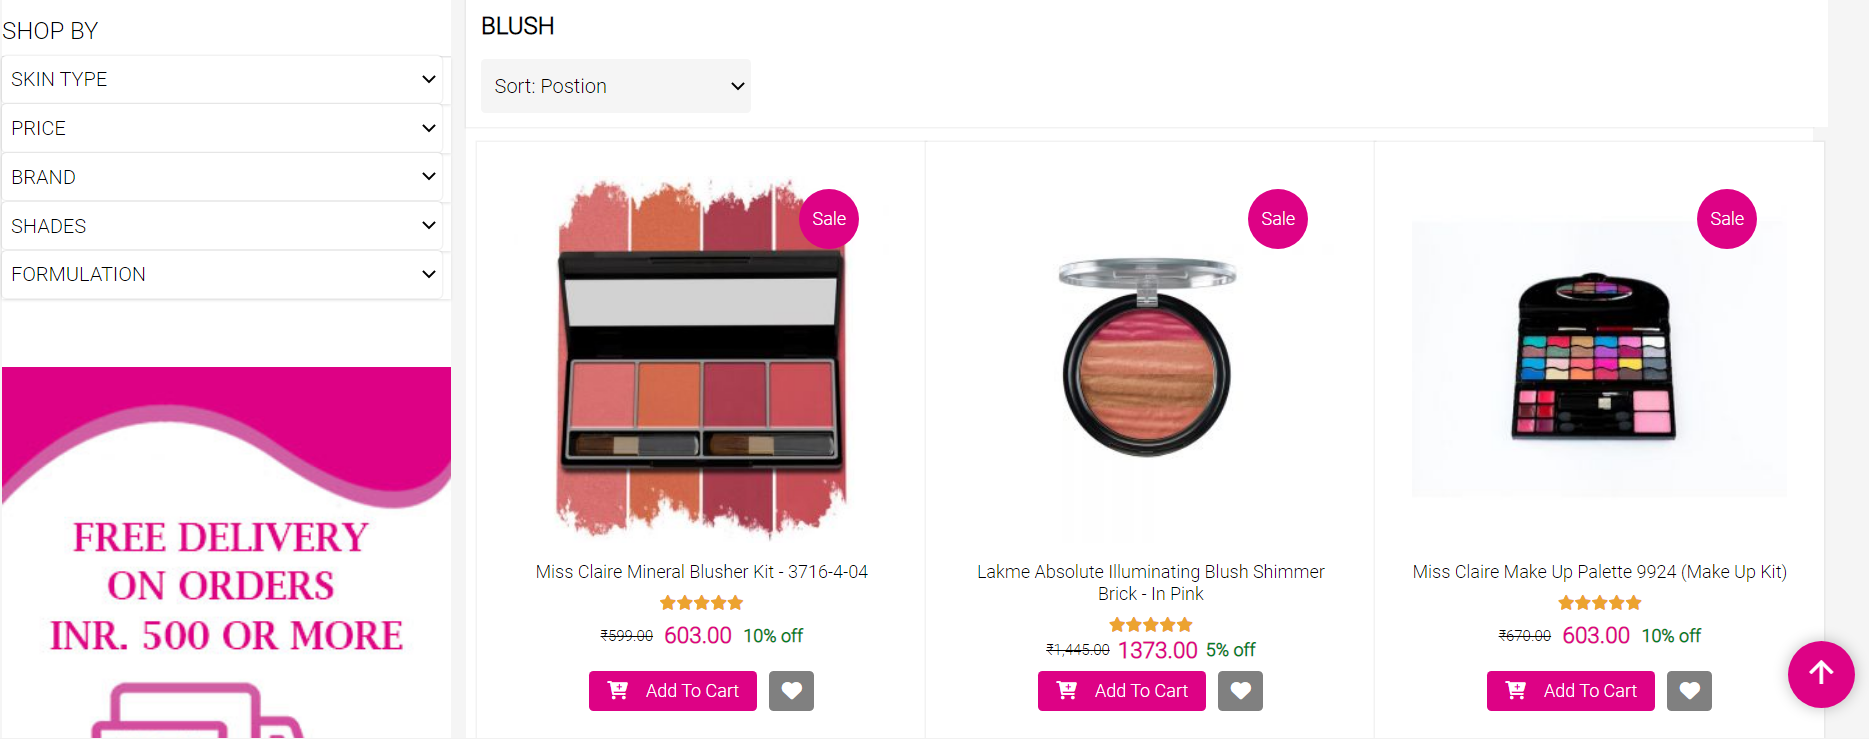 SHOP BY
SKIN TYPE
PRICE
BRAND
SHADES
FORMULATION
FREE DELIVERY
ON ORDERS
INR. 500 OR MORE
BLUSH
Sort: Postion
Sale
Miss Claire Mineral Blusher Kit - 3716-4-04
₹599.00 603.00 10% off
Add To Cart
Sale
Lakme Absolute Illuminating Blush Shimmer
Brick - In Pink
₹1,445.00 1373.00 5% off
Add To Cart
Sale
Miss Claire Make Up Palette 9924 (Make Up Kit)
₹670.00 603.00 10% off
Add To Cart